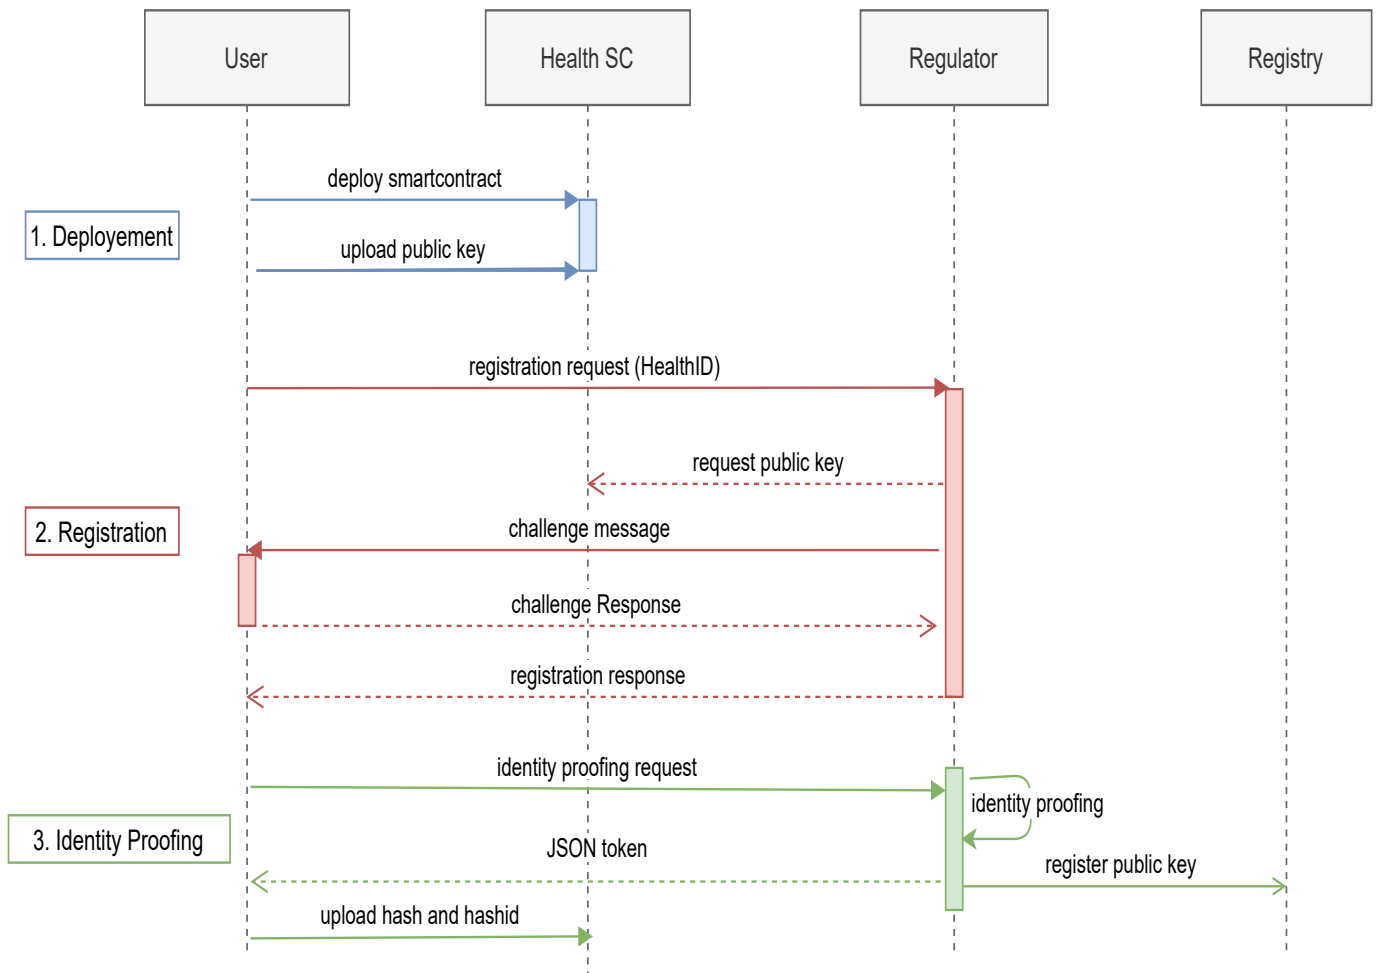 User
Health SC
Regulator
Registry
deploy smartcontract
1. Deployement
upload public key
registration request (HealthID)
request public key
2. Registration
challenge message
challenge Response
registration response
identity proofing request
identity proofing
3. Identity Proofing
JSON token
register public key
upload hash and hashid